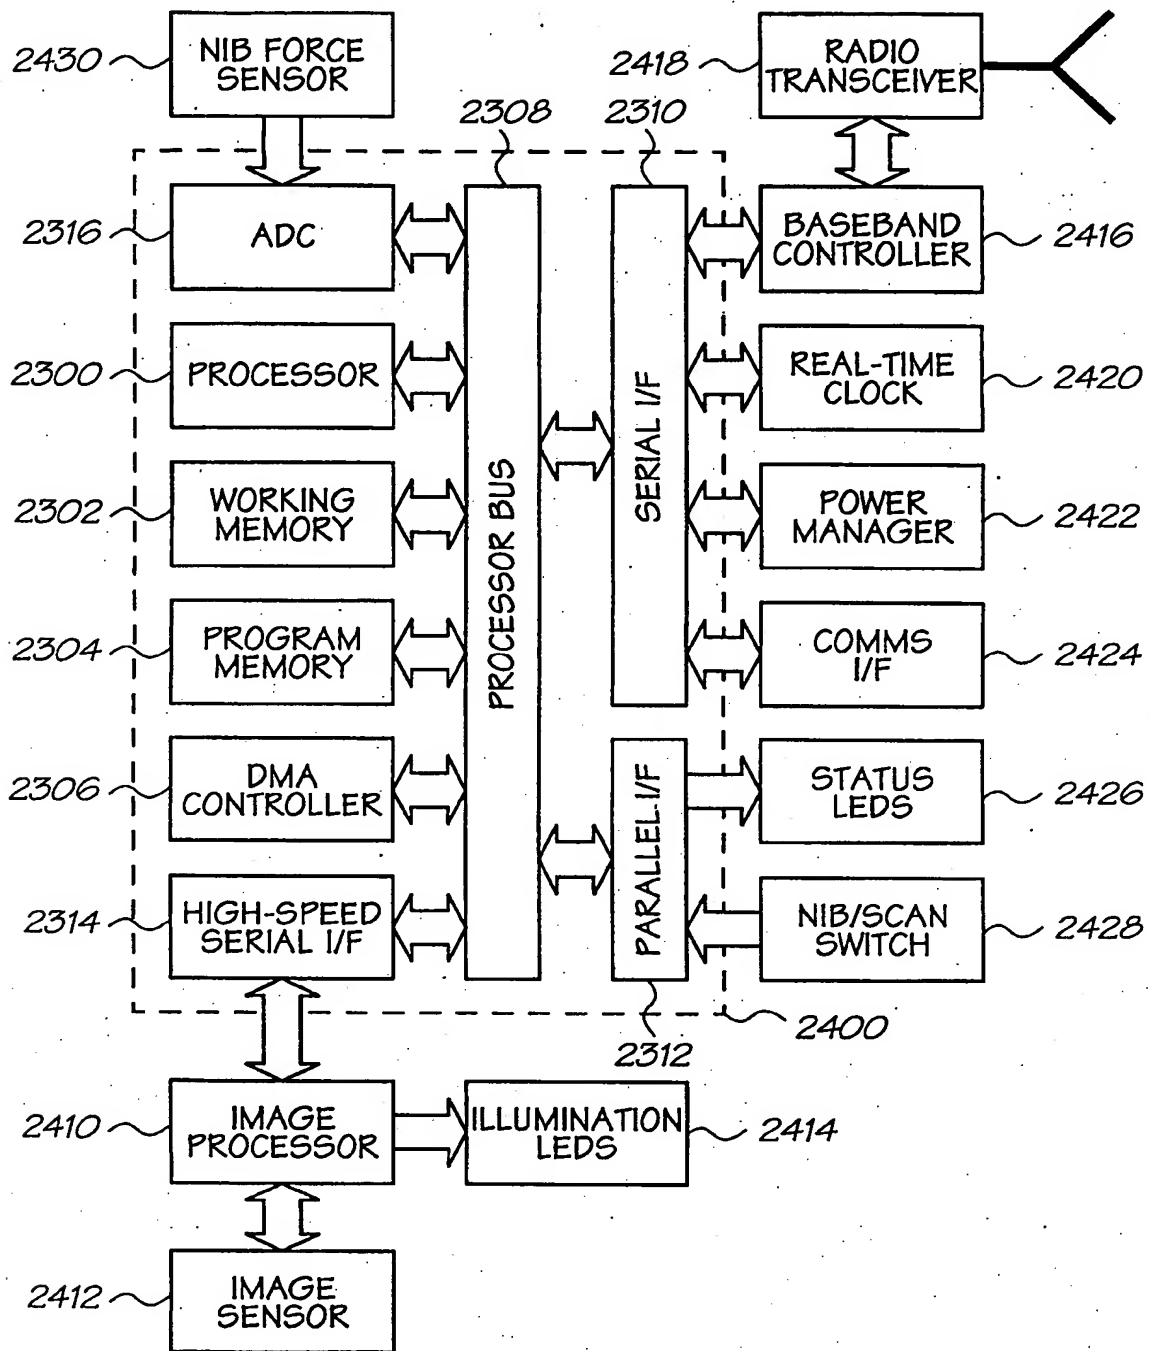 2430
NIB FORCE
SENSOR
2418
RADIO
TRANSCEIVER
2308
2310
2316
ADC
BASEBAND
CONTROLLER
2416
2300
PROCESSOR
REAL-TIME
CLOCK
2420
2302
WORKING
MEMORY
PROCESSOR BUS
SERIAL I/F
POWER
MANAGER
2422
2304
PROGRAM
MEMORY
COMMS
I/F
2424
2306
DMA
CONTROLLER
PARALLEL I/F
STATUS
LEDS
2426
2314
HIGH-SPEED
SERIAL I/F
NIB/SCAN
SWITCH
2428
2312
2400
2410
IMAGE
PROCESSOR
ILLUMINATION
LEDS
2414
2412
IMAGE
SENSOR